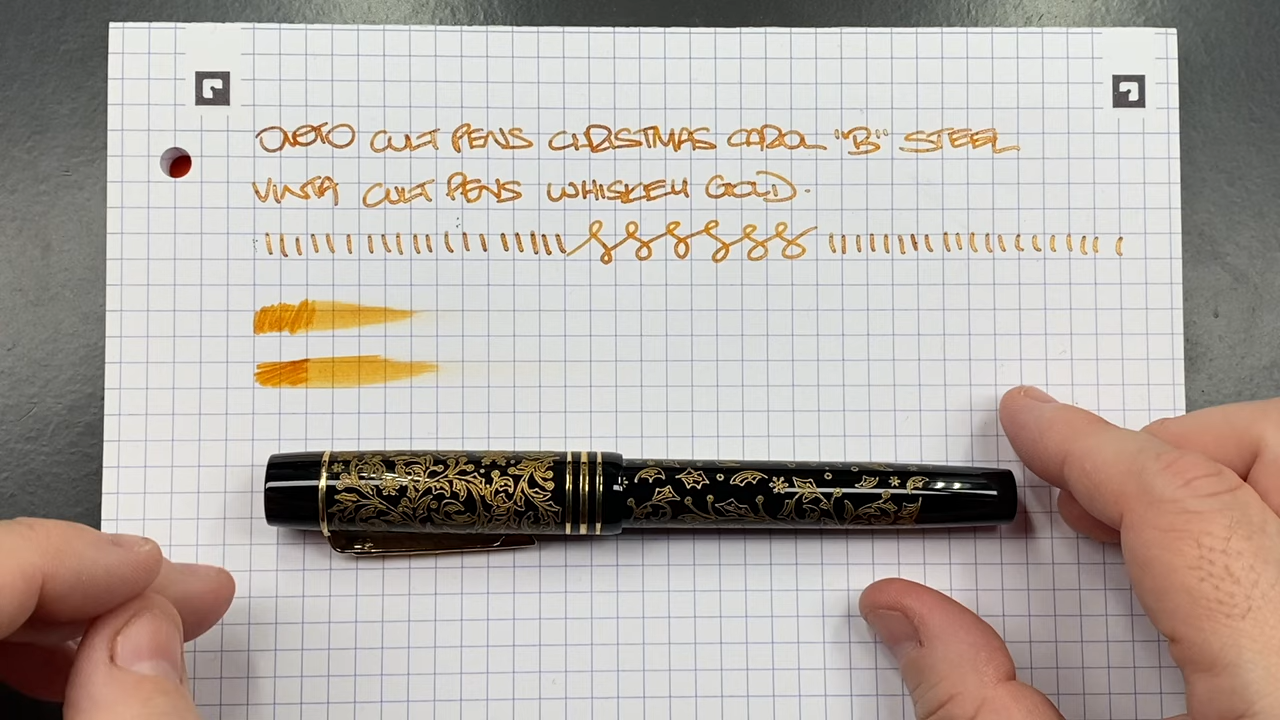 ONOTO CULT PENS CHRISTMAS CAROL "B" STEEL
VINTA CULT PENS WHISKEY GOLD.